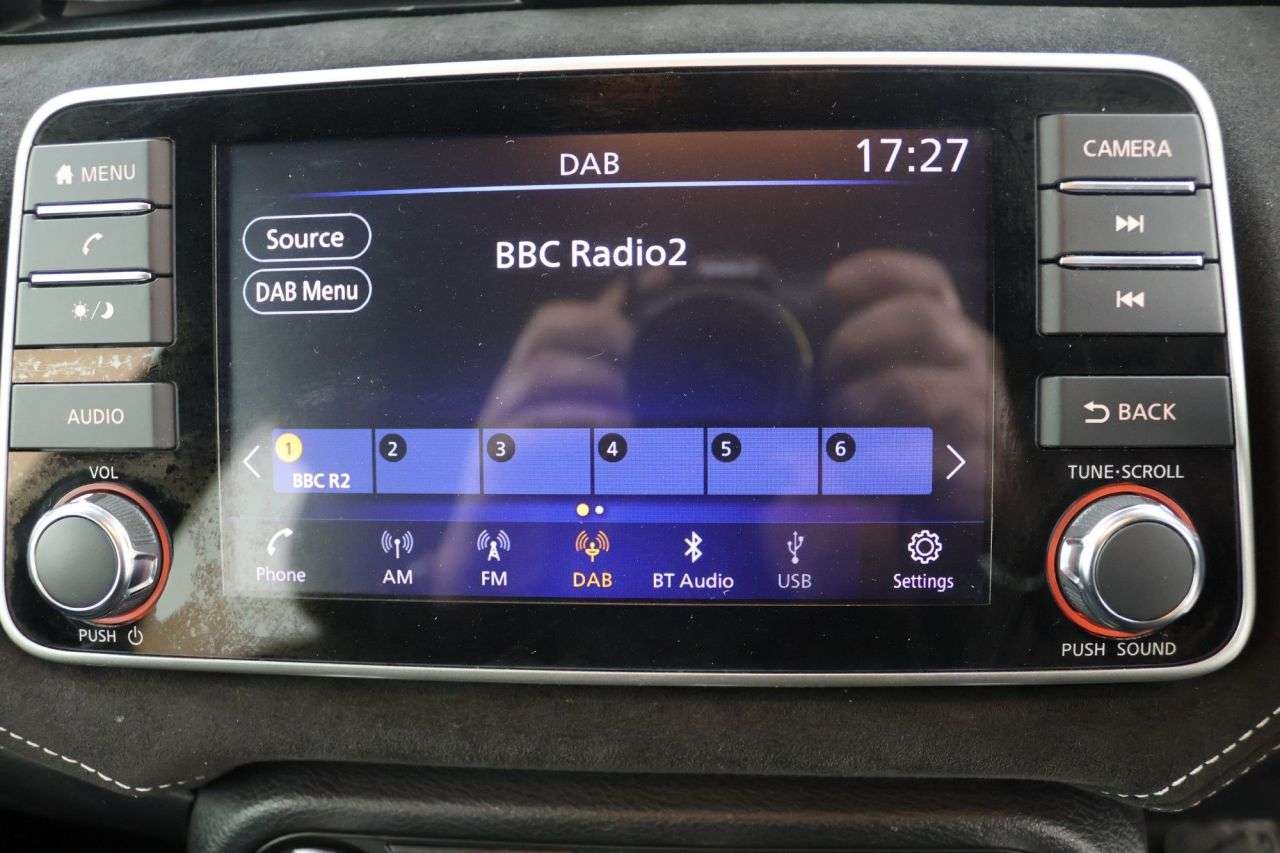 MENU
AUDIO
VOL
PUSH
DAB
17:27
Source
DAB Menu
BBC Radio2
1
2
3
4
5
6
BBC R2
Phone
AM
FM
DAB
BT Audio
USB
Settings
CAMERA
BACK
TUNE·SCROLL
PUSH SOUND